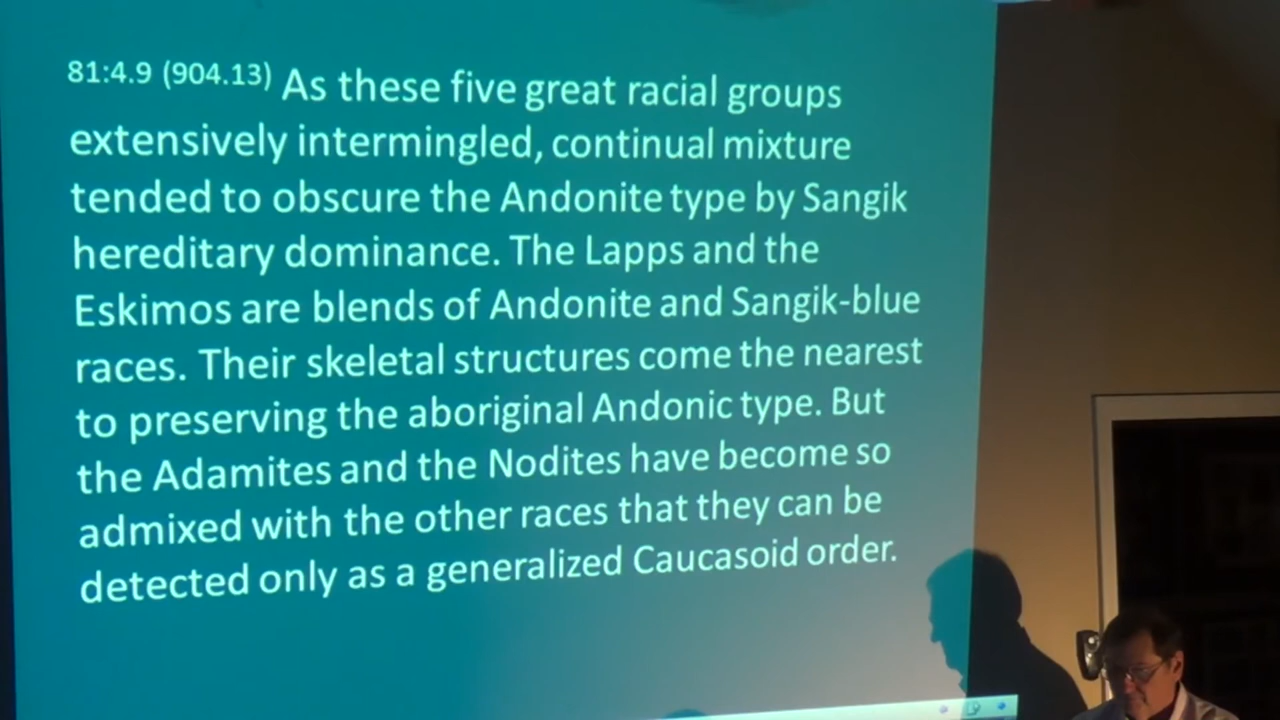 81:4.9 (904.13) As these five great racial groups
extensively intermingled, continual mixture
tended to obscure the Andonite type by Sangik
hereditary dominance. The Lapps and the
Eskimos are blends of Andonite and Sangik-blue
races. Their skeletal structures come the nearest
to preserving the aboriginal Andonic type. But
the Adamites and the Nodites have become so
admixed with the other races that they can be
detected only as a generalized Caucasoid order.